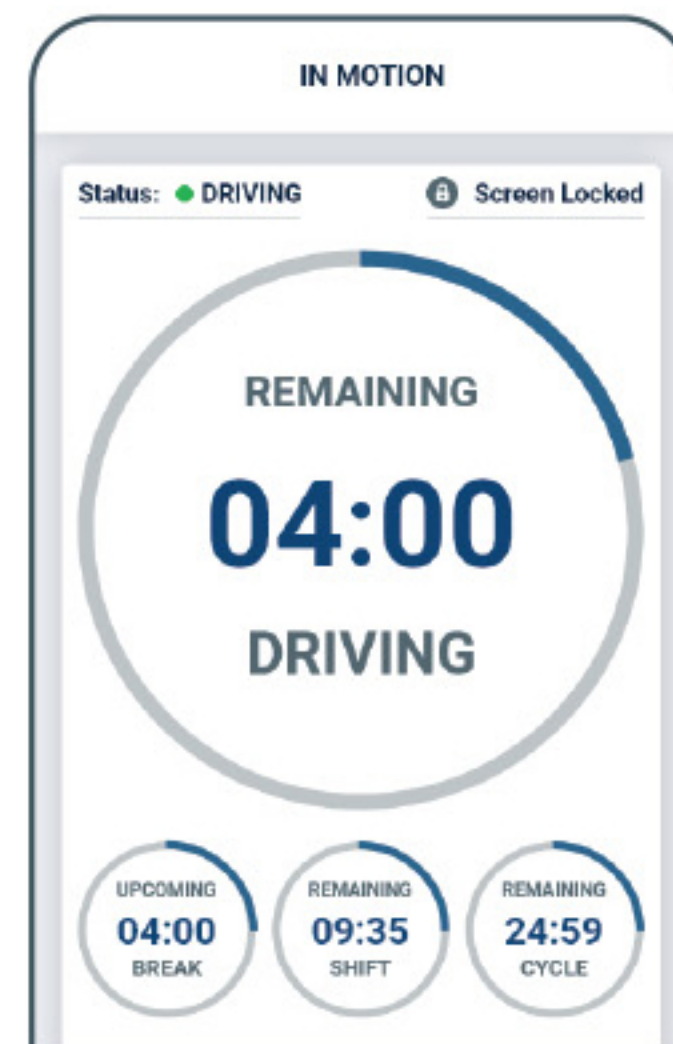 IN MOTION
Status: DRIVING
Screen Locked
REMAINING
04:00
DRIVING
UPCOMING
04:00
BREAK
REMAINING
09:35
SHIFT
REMAINING
24:59
CYCLE